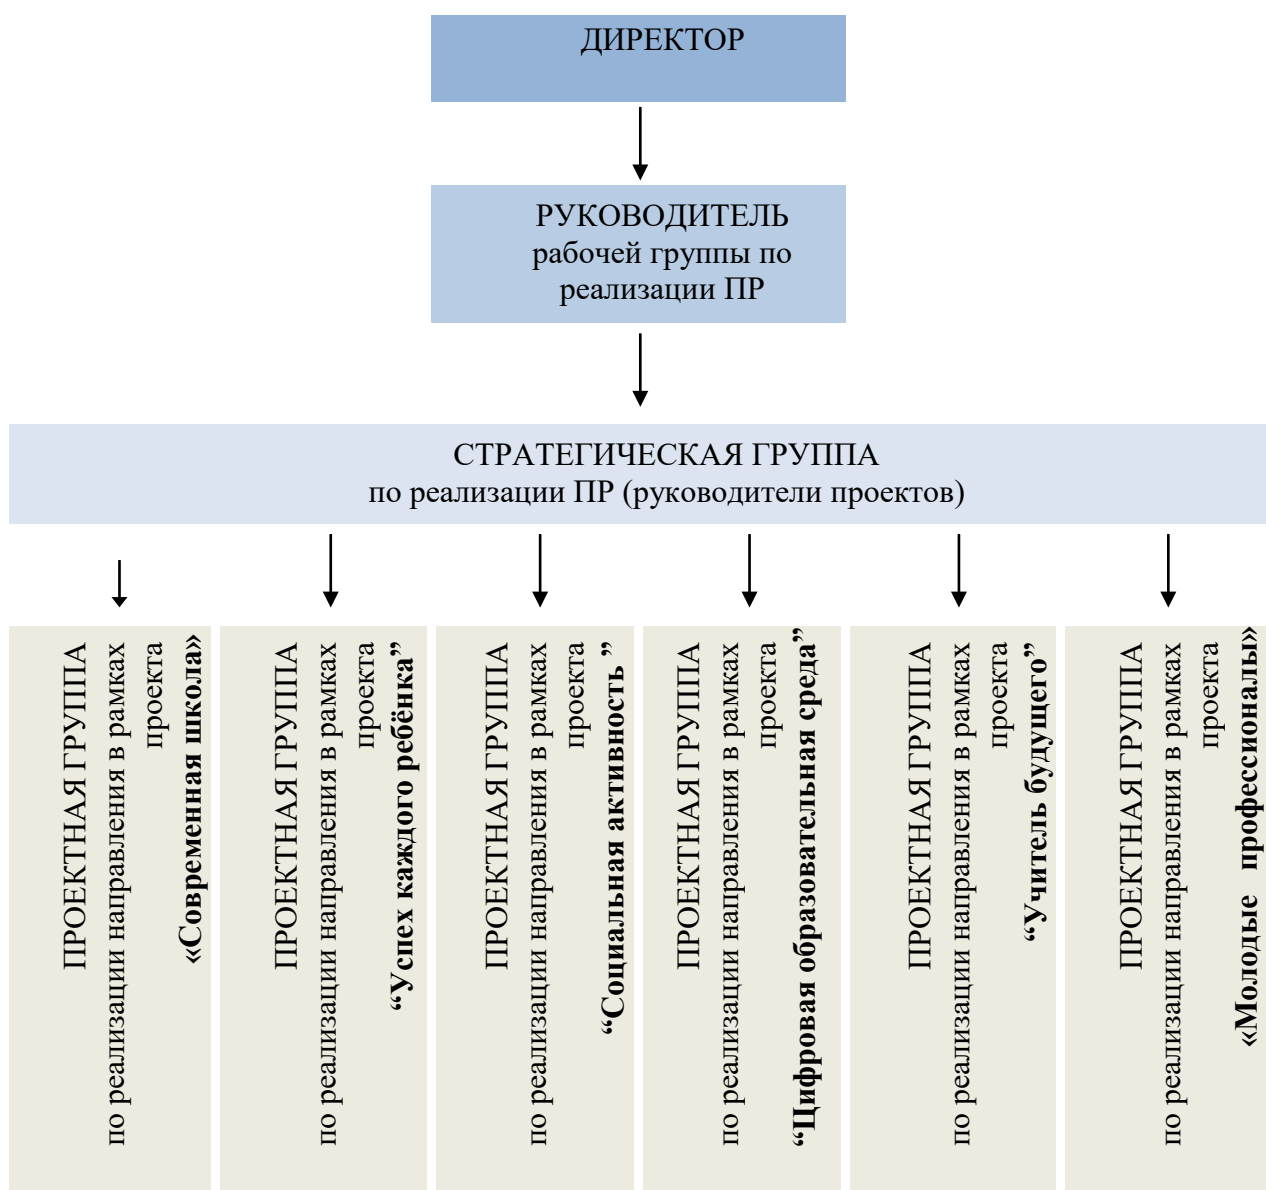 ДИРЕКТОР
РУКОВОДИТЕЛЬ
рабочей группы по
реализации ПР
СТРАТЕГИЧЕСКАЯ ГРУППА
по реализации ПР (руководители проектов)
ПРОЕКТНАЯ ГРУППА
по реализации направления в рамках
проекта
«Современная школа»
ПРОЕКТНАЯ ГРУППА
по реализации направления в рамках
проекта
“Успех каждого ребёнка”
ПРОЕКТНАЯ ГРУППА
по реализации направления в рамках
проекта
“Социальная активность ”
ПРОЕКТНАЯ ГРУППА
по реализации направления в рамках
проекта
“Цифровая образовательная среда”
ПРОЕКТНАЯ ГРУППА
по реализации направления в рамках
проекта
“Учитель будущего”
ПРОЕКТНАЯ ГРУППА
по реализации направления в рамках
проекта
«Молодые профессионалы»